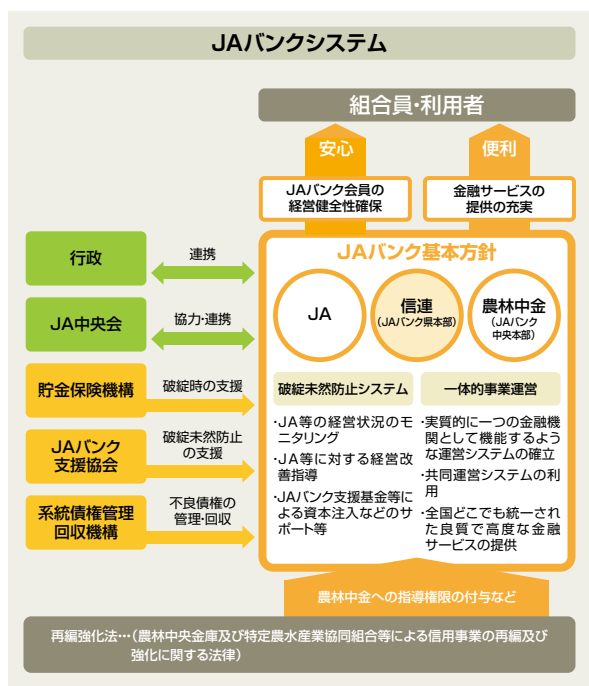 JAバンクシステム
組合員・利用者
安心
便利
JAバンク会員の
経営健全性確保
金融サービスの
提供の充実
行政
連携
JA中央会
協力・連携
貯金保険機構
破綻時の支援
JAバンク
支援協会
破綻未然防止
の支援
系統債権管理
回収機構
不良債権の
管理・回収
JAバンク基本方針
JA
信連
(JAバンク県本部)
農林中金
(JAバンク
中央本部)
破綻未然防止システム
・JA等の経営状況のモ
ニタリング
・JA等に対する経営改
善指導
・JAバンク支援基金等に
よる資本注入などのサ
ポート等
一体的事業運営
・実質的に一つの金融機
関として機能するよう
な運営システムの確立
・共同運営システムの利
用
・全国どこでも統一され
た良質で高度な金融
サービスの提供
農林中金への指導権限の付与など
再編強化法…(農林中央金庫及び特定農水産業協同組合等による信用事業の再編及び
強化に関する法律)